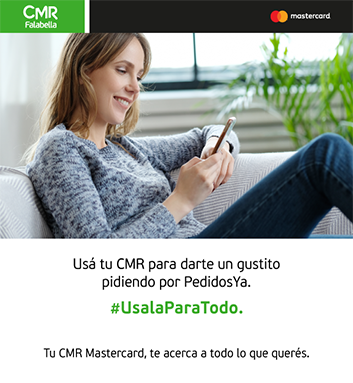 CMR
Falabella
mastercard
Usá tu CMR para darte un gustito
pidiendo por PedidosYa.
#UsalaParaTodo.
Tu CMR Mastercard, te acerca a todo lo que querés.